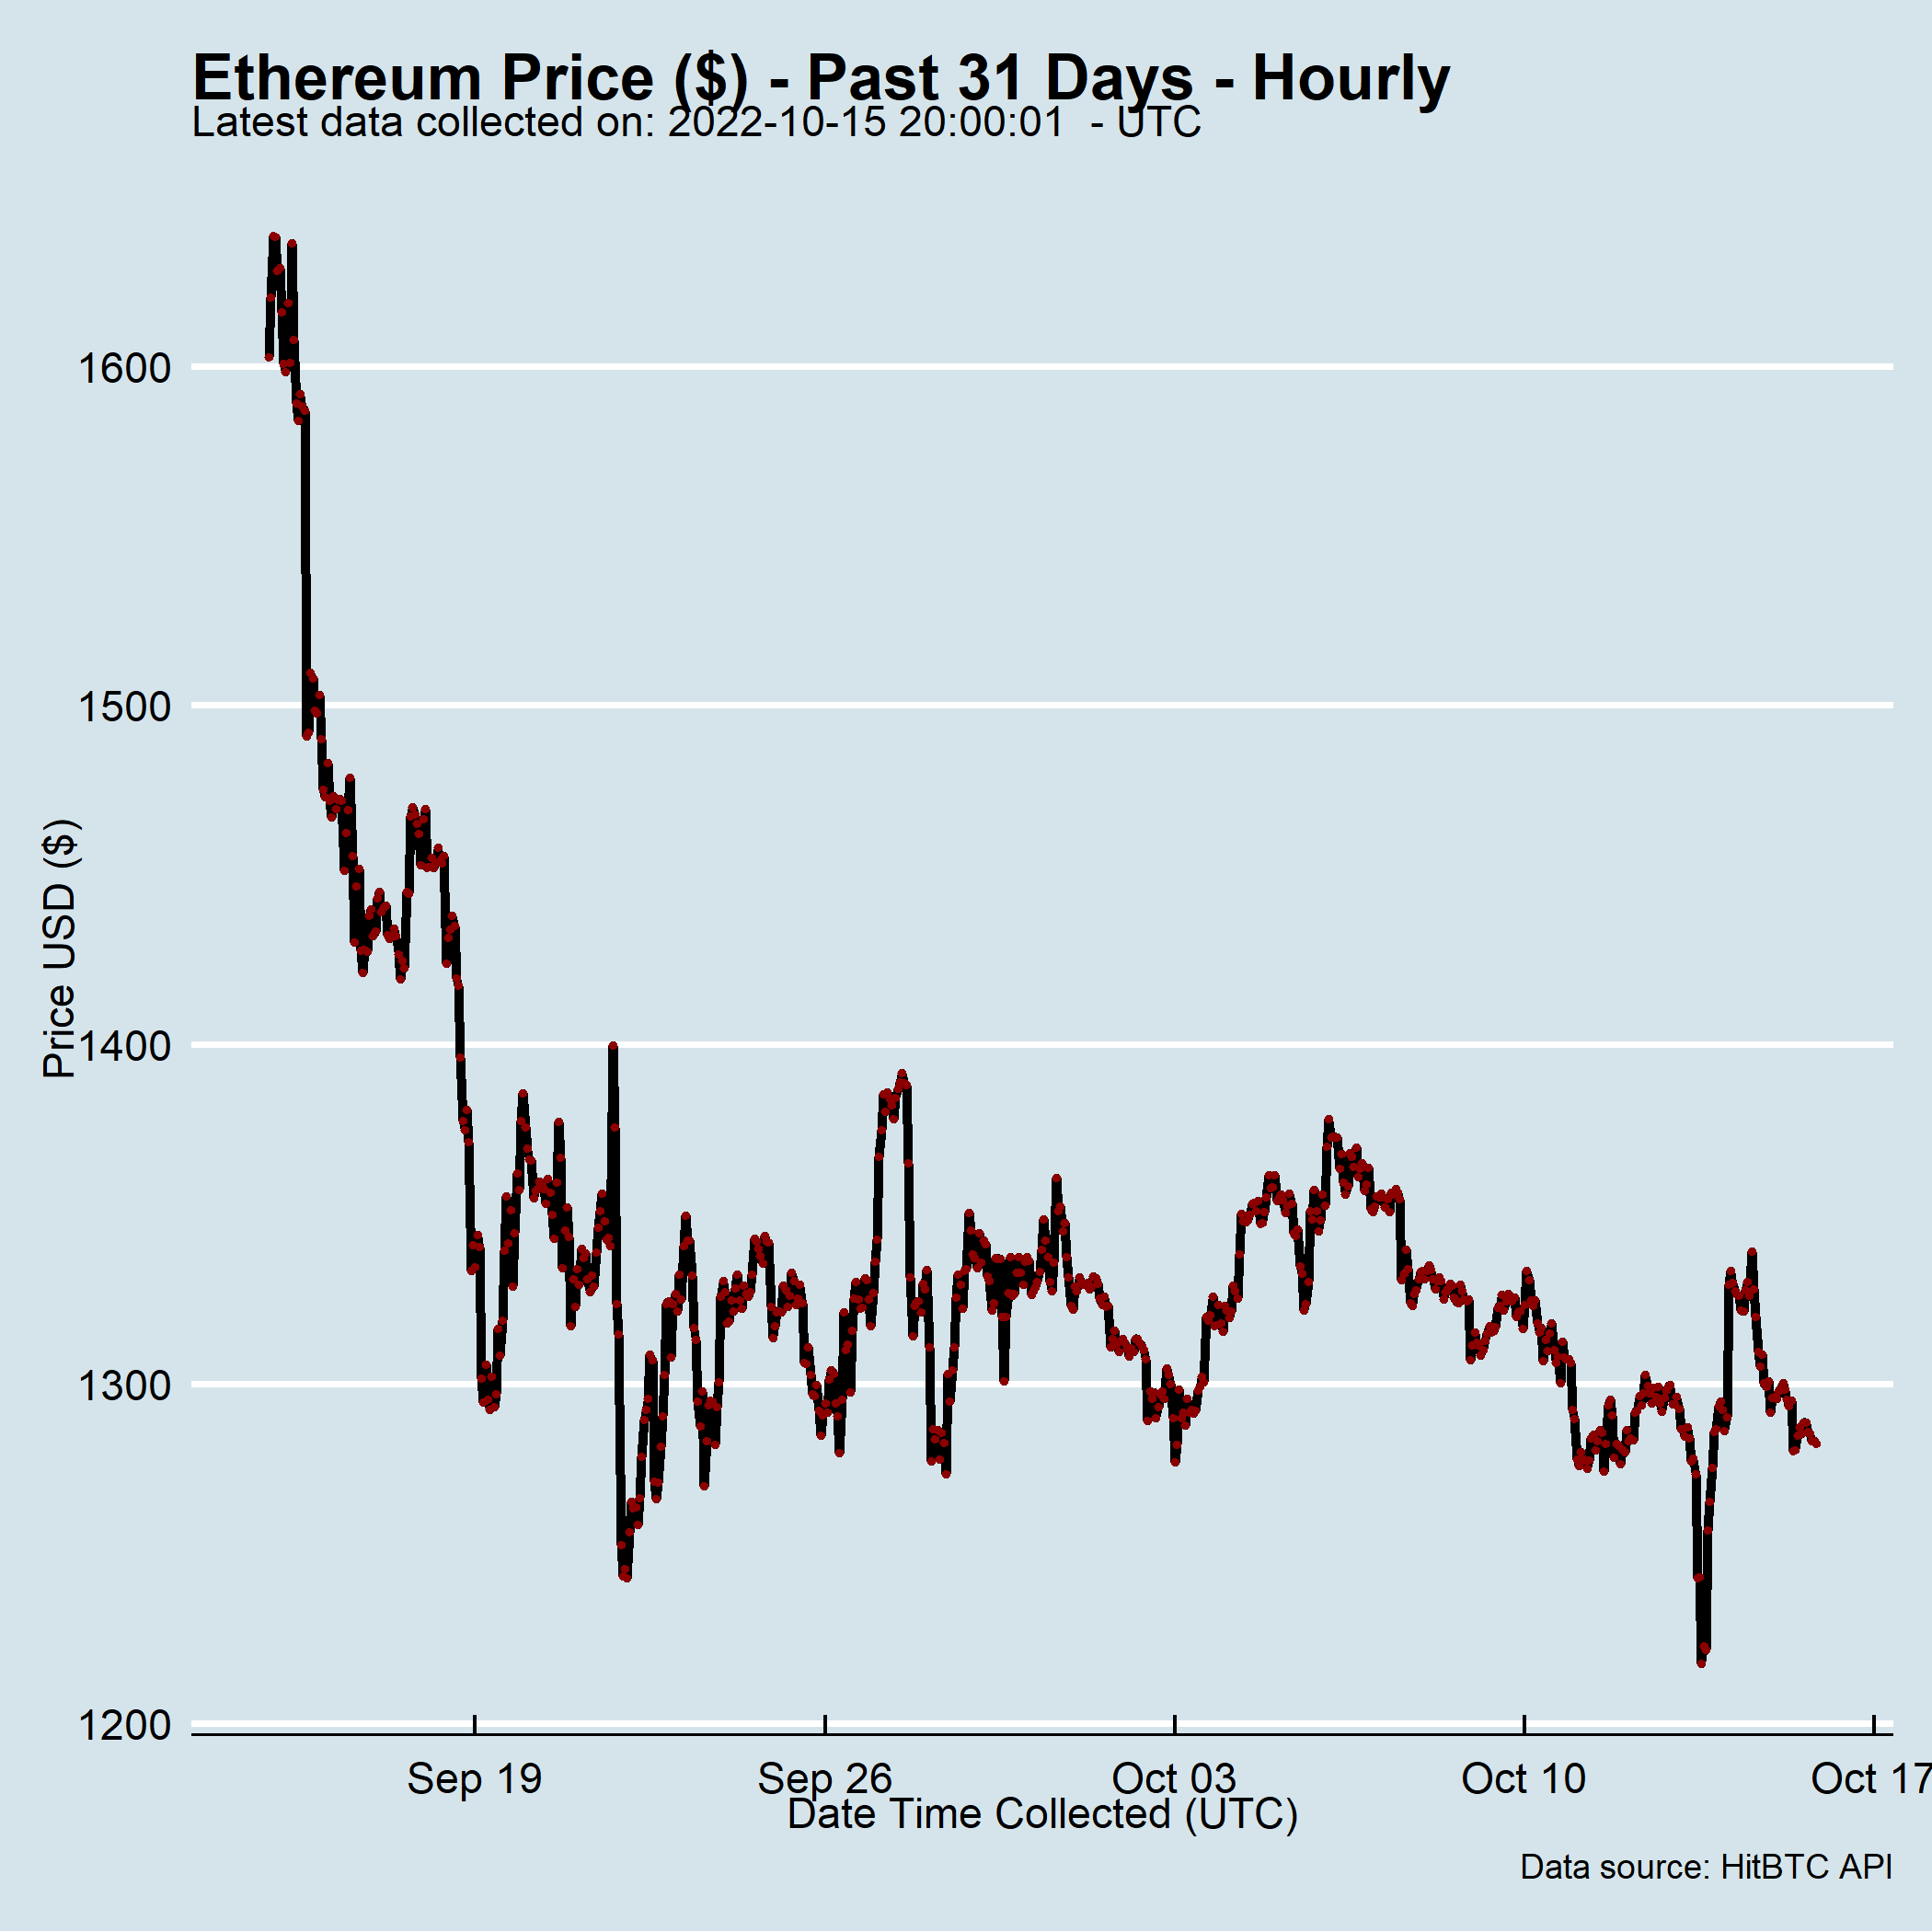 Ethereum Price ($) - Past 31 Days - Hourly
Latest data collected on: 2022-10-15 20:00:01  - UTC
Price USD ($)
1600
1500
1400
1300
1200
Sep 19
Sep 26
Oct 03
Oct 10
Oct 17
Date Time Collected (UTC)
Data source: HitBTC API